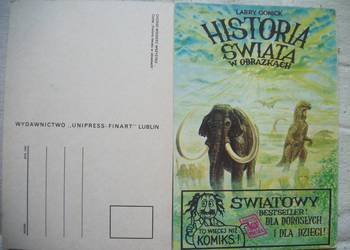 WYDAWNICTWO „UNIPRESS-FINART" LUBLIN
LARRY GONICK
HISTORIA
ŚWIATA
W OBRAZKACH
TO WIĘCEJ NIŻ
KOMIKS!
ŚWIATOWY
BESTSELLER!
DLA DOROSŁYCH
I DLA DZIECI!